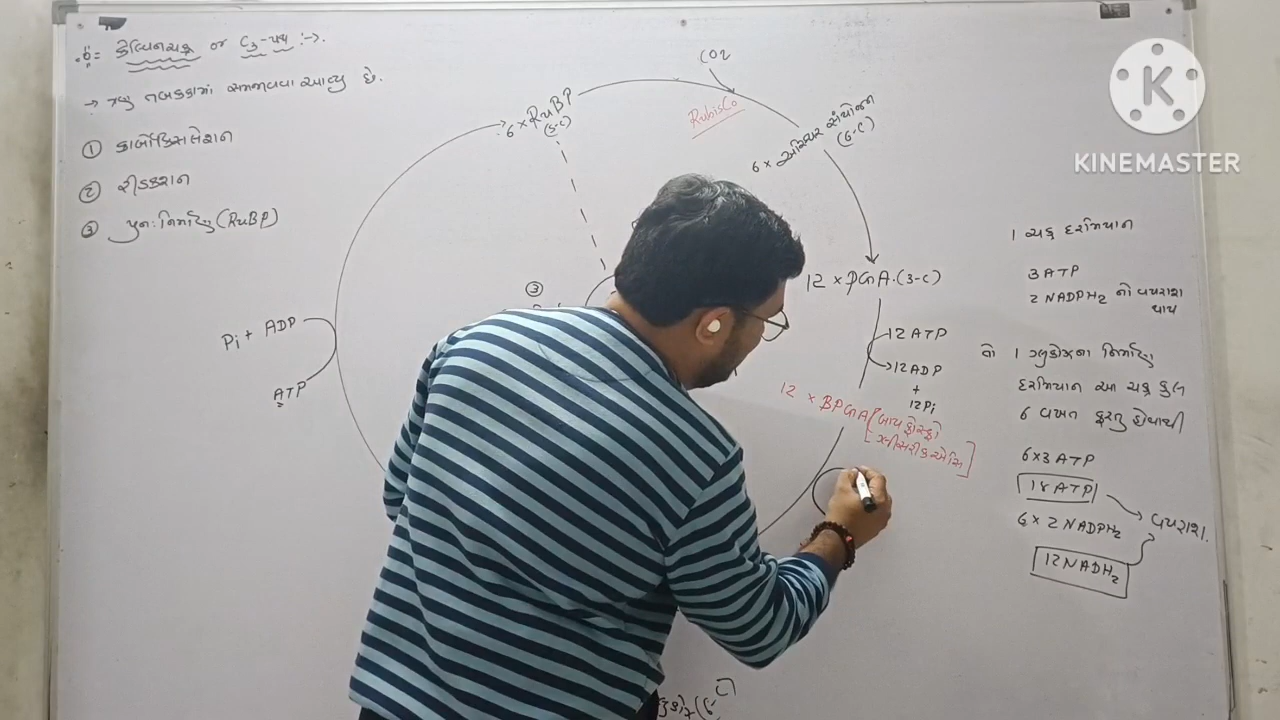 કેલ્વિનચક્ર or C3-પથ :->.
→ ત્રણ તબક્કામાં સમજાવવા આવ્યુ છે.
① કાર્બોક્સિલેશન
② રીડક્શન
③ પુન:નિર્માણ (RuBP)
CO2
RubisCo
6 × RuBP
(5-C)
6 × અસ્થિર સંયોજન
(6-C)
12 × PGA.(3-C)
12 ATP
12 ADP
+
12 Pi
12 × BPGA [બાય ફોસ્ફો
ગ્લીસરીક એસિ]
③
Pi + ADP
ATP
1 ચક્ર દરમિયાન
3 ATP
2 NADPH2 નો વપરાશ
થાય
તો 1 ગ્લુકોઝના નિર્માણ
દરમિયાન આ ચક્ર કુલ
6 વખત ફરતુ હોવાથી
6×3 ATP
18 ATP
6 × 2 NADPH2
12 NADH2
વપરાશ.
KINEMASTER